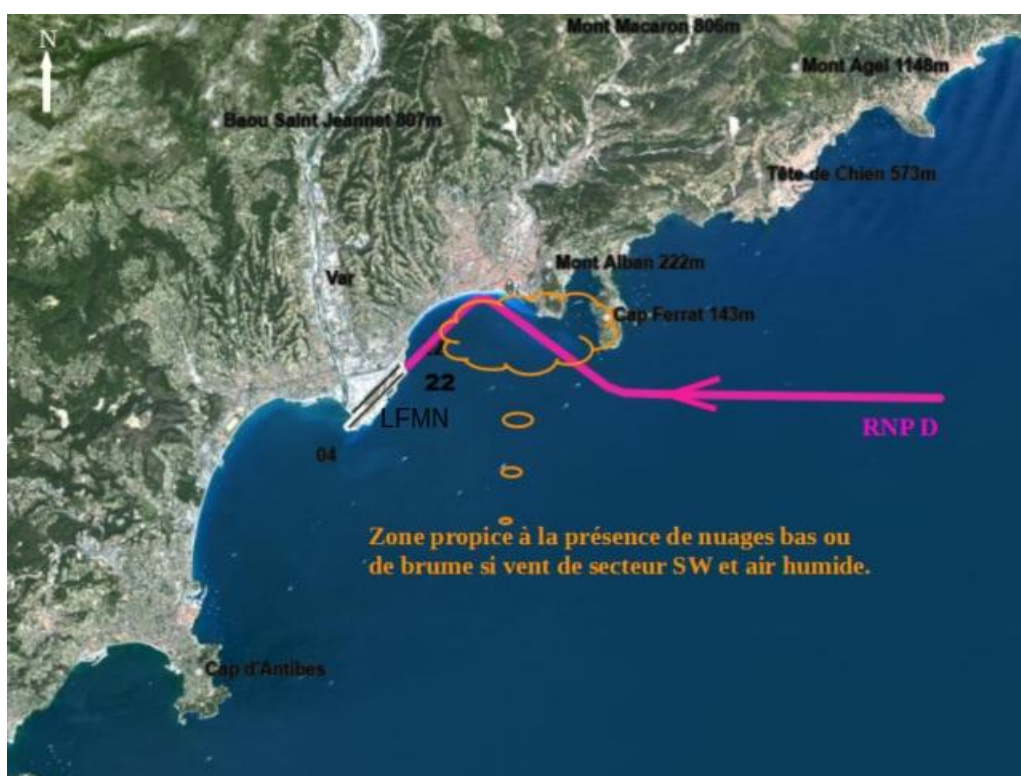 N
Mont Macaron 806m
Mont Agel 1148m
Baou Saint Jeannet 807m
Tête de Chien 573m
Mont Alban 222m
Var
Cap Ferrat 143m
22
LFMN
RNP D
04
Zone propice à la présence de nuages bas ou
de brume si vent de secteur SW et air humide.
Cap d'Antibes